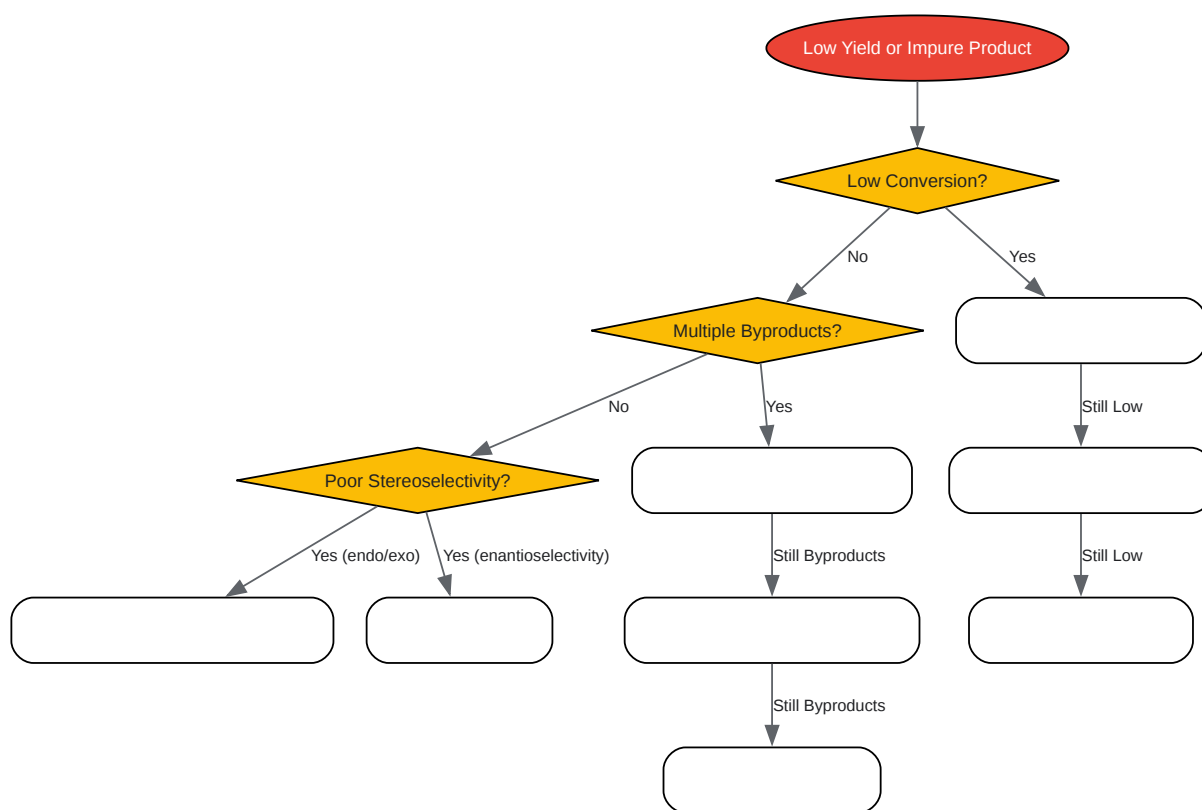 Low Yield or Impure Product
Low Conversion?
No
Yes
Multiple Byproducts?
No
Yes
Still Low
Poor Stereoselectivity?
Yes (endo/exo)
Yes (enantioselectivity)
Still Byproducts
Still Low
Still Byproducts